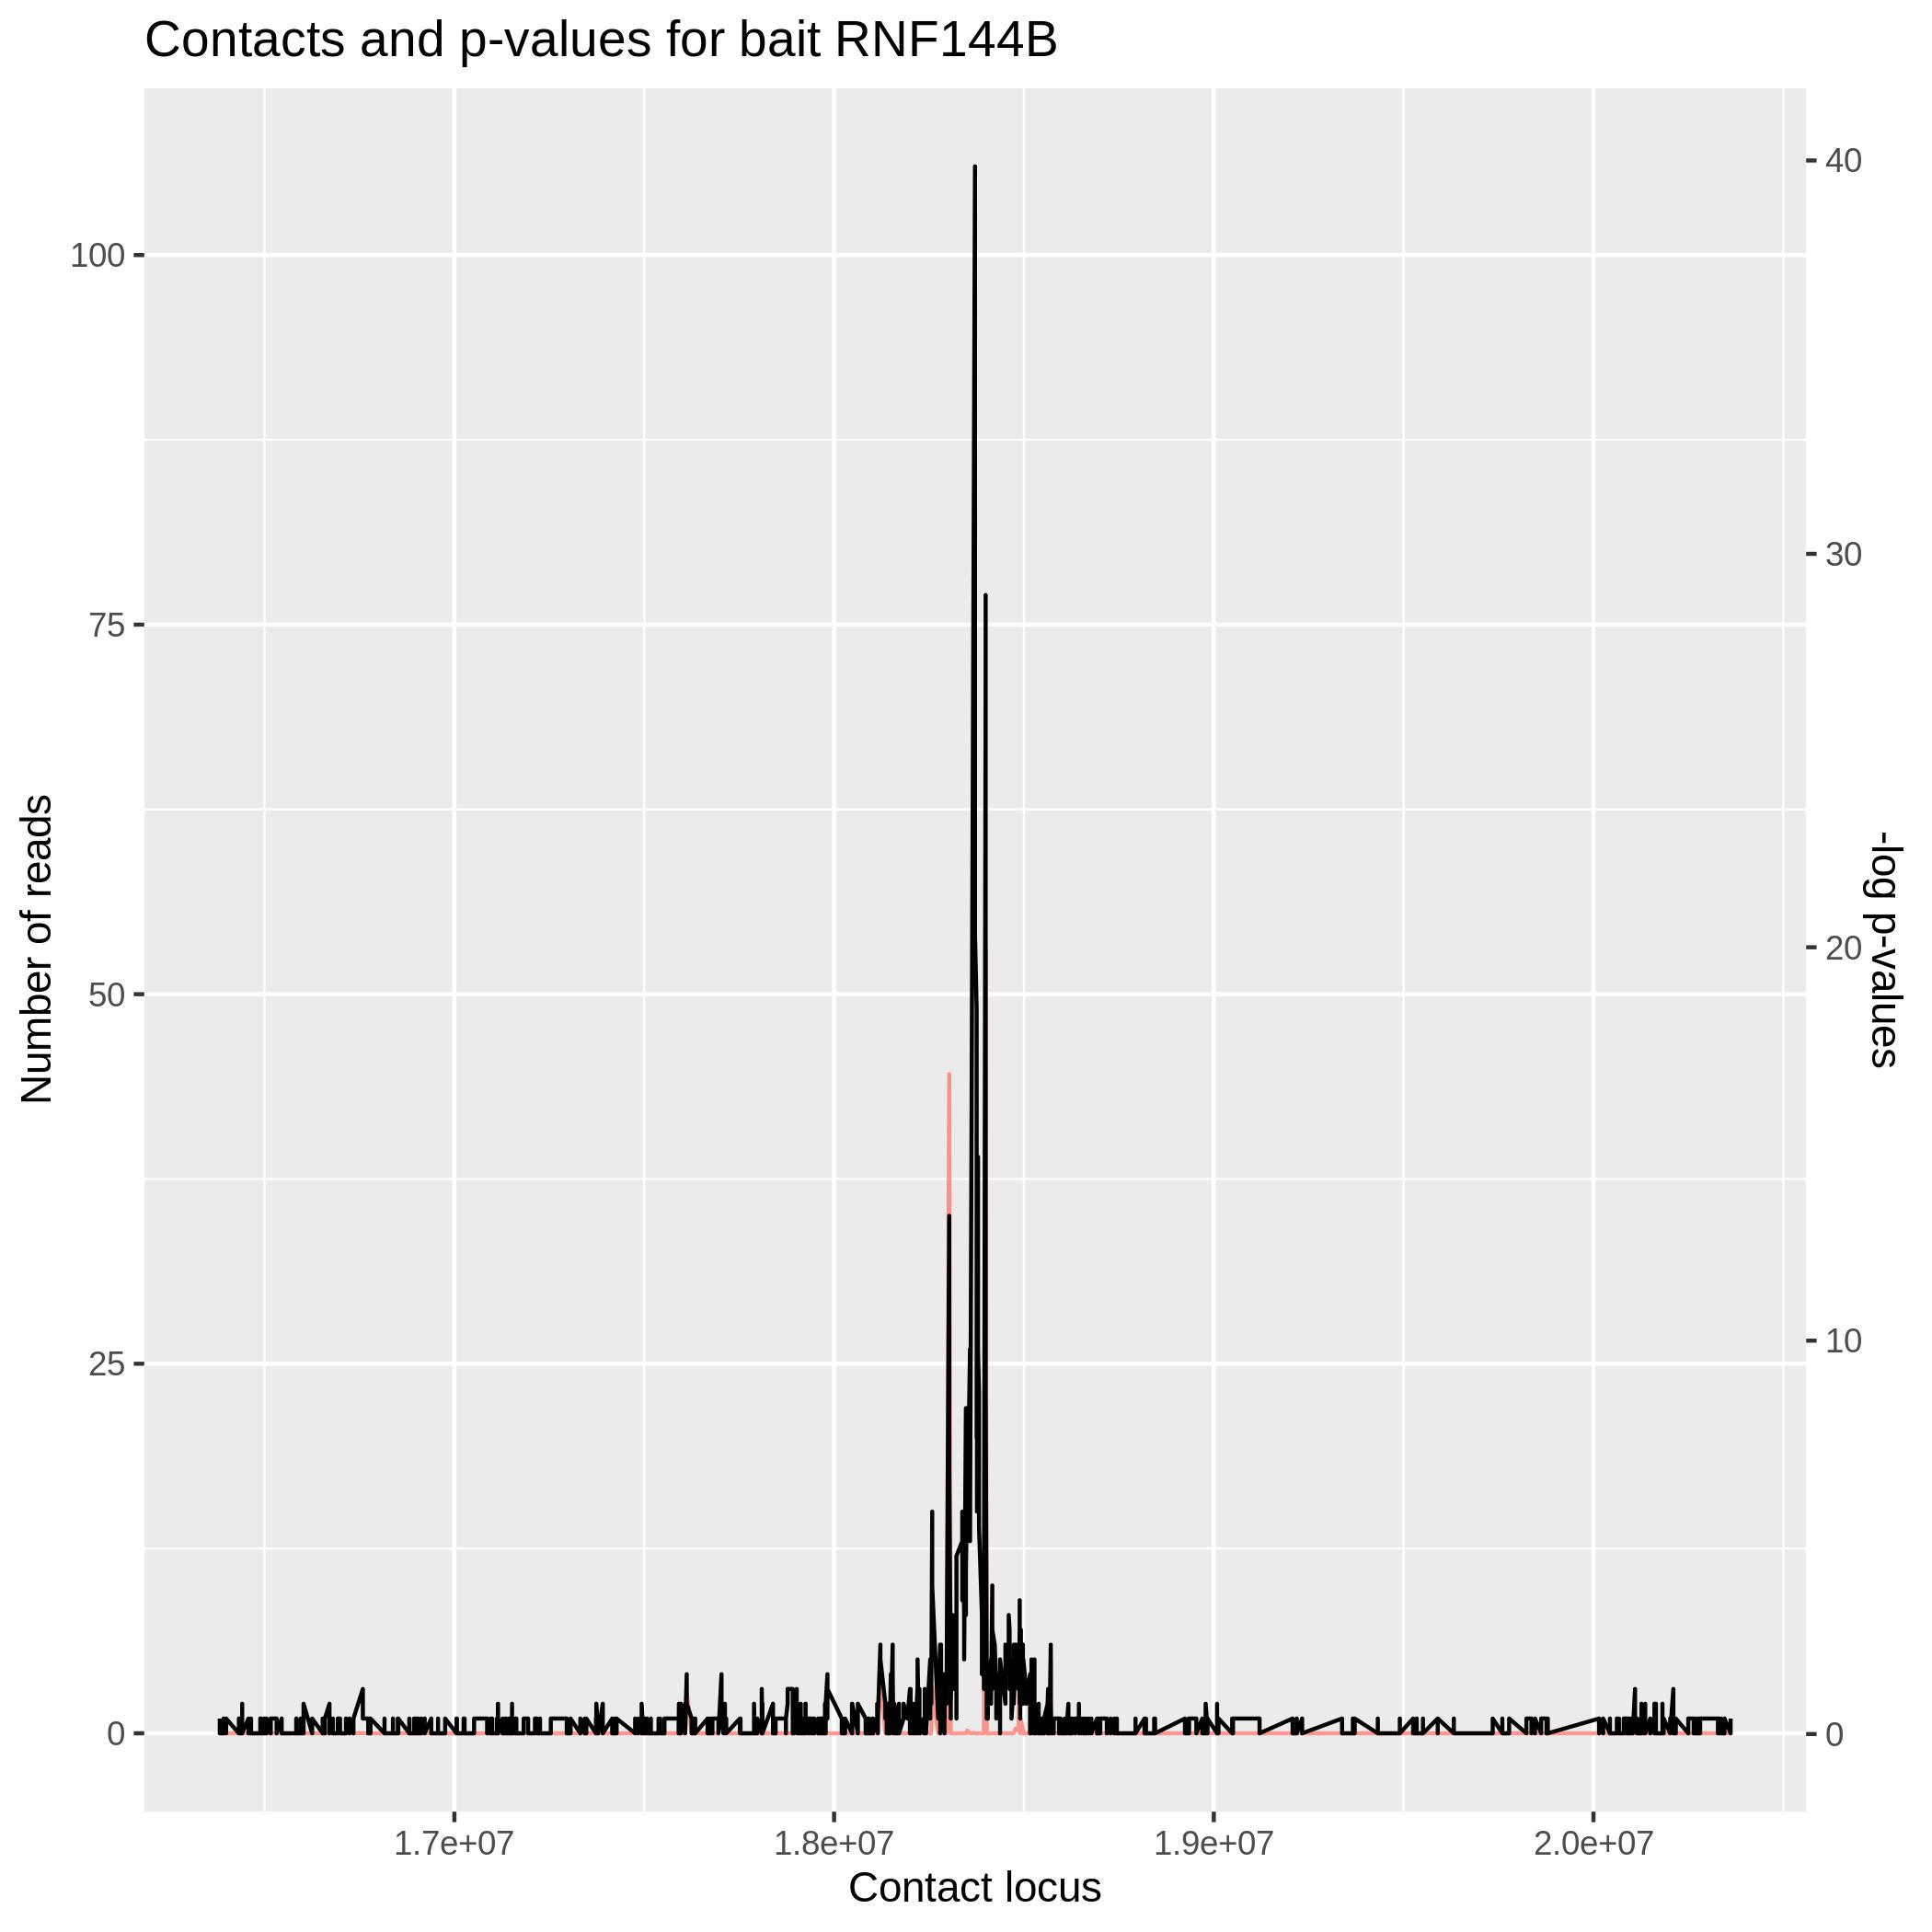 Contacts and p-values for bait RNF144B
100
75
50
25
0
Number of reads
40
30
20
10
0
-log p-values
1.7e+07
1.8e+07
1.9e+07
2.0e+07
Contact locus